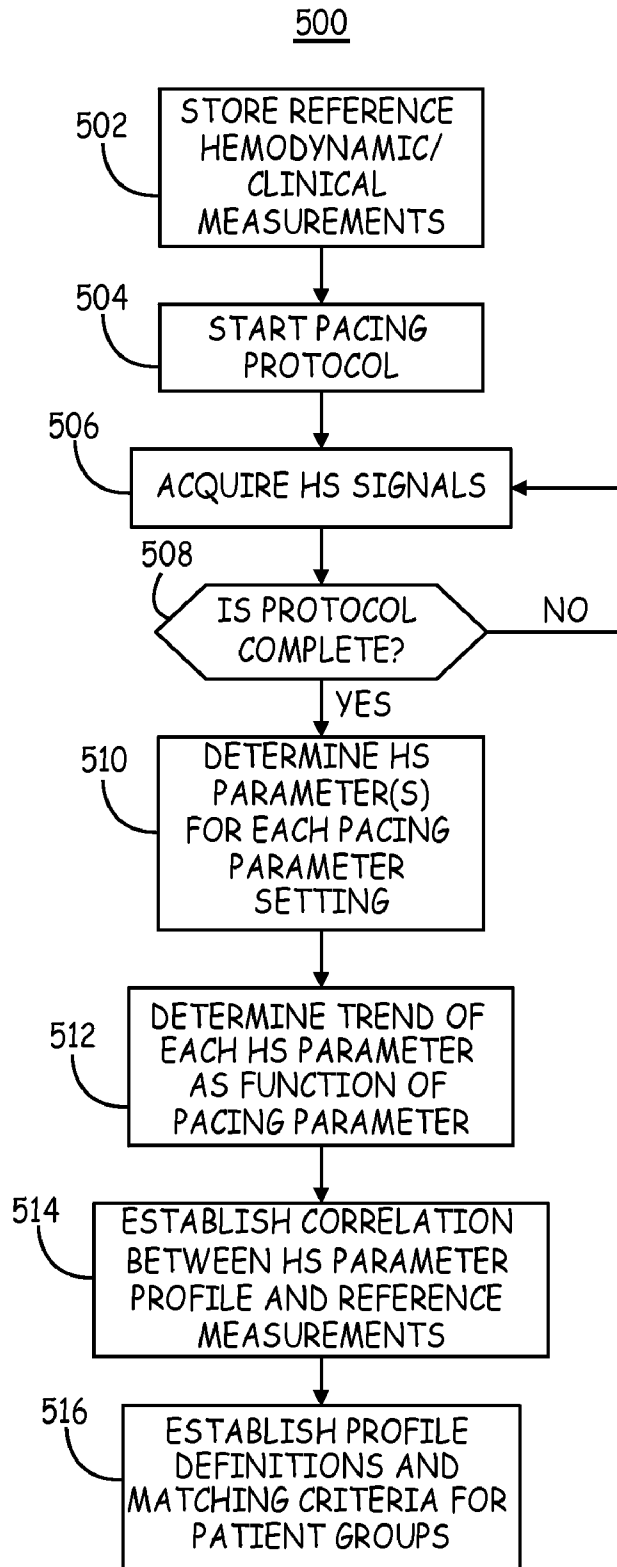 500
502
STORE REFERENCE
HEMODYNAMIC/
CLINICAL
MEASUREMENTS
504
START PACING
PROTOCOL
506
ACQUIRE HS SIGNALS
508
IS PROTOCOL
COMPLETE?
NO
YES
510
DETERMINE HS
PARAMETER(S)
FOR EACH PACING
PARAMETER
SETTING
512
DETERMINE TREND OF
EACH HS PARAMETER
AS FUNCTION OF
PACING PARAMETER
514
ESTABLISH CORRELATION
BETWEEN HS PARAMETER
PROFILE AND REFERENCE
MEASUREMENTS
516
ESTABLISH PROFILE
DEFINITIONS AND
MATCHING CRITERIA FOR
PATIENT GROUPS